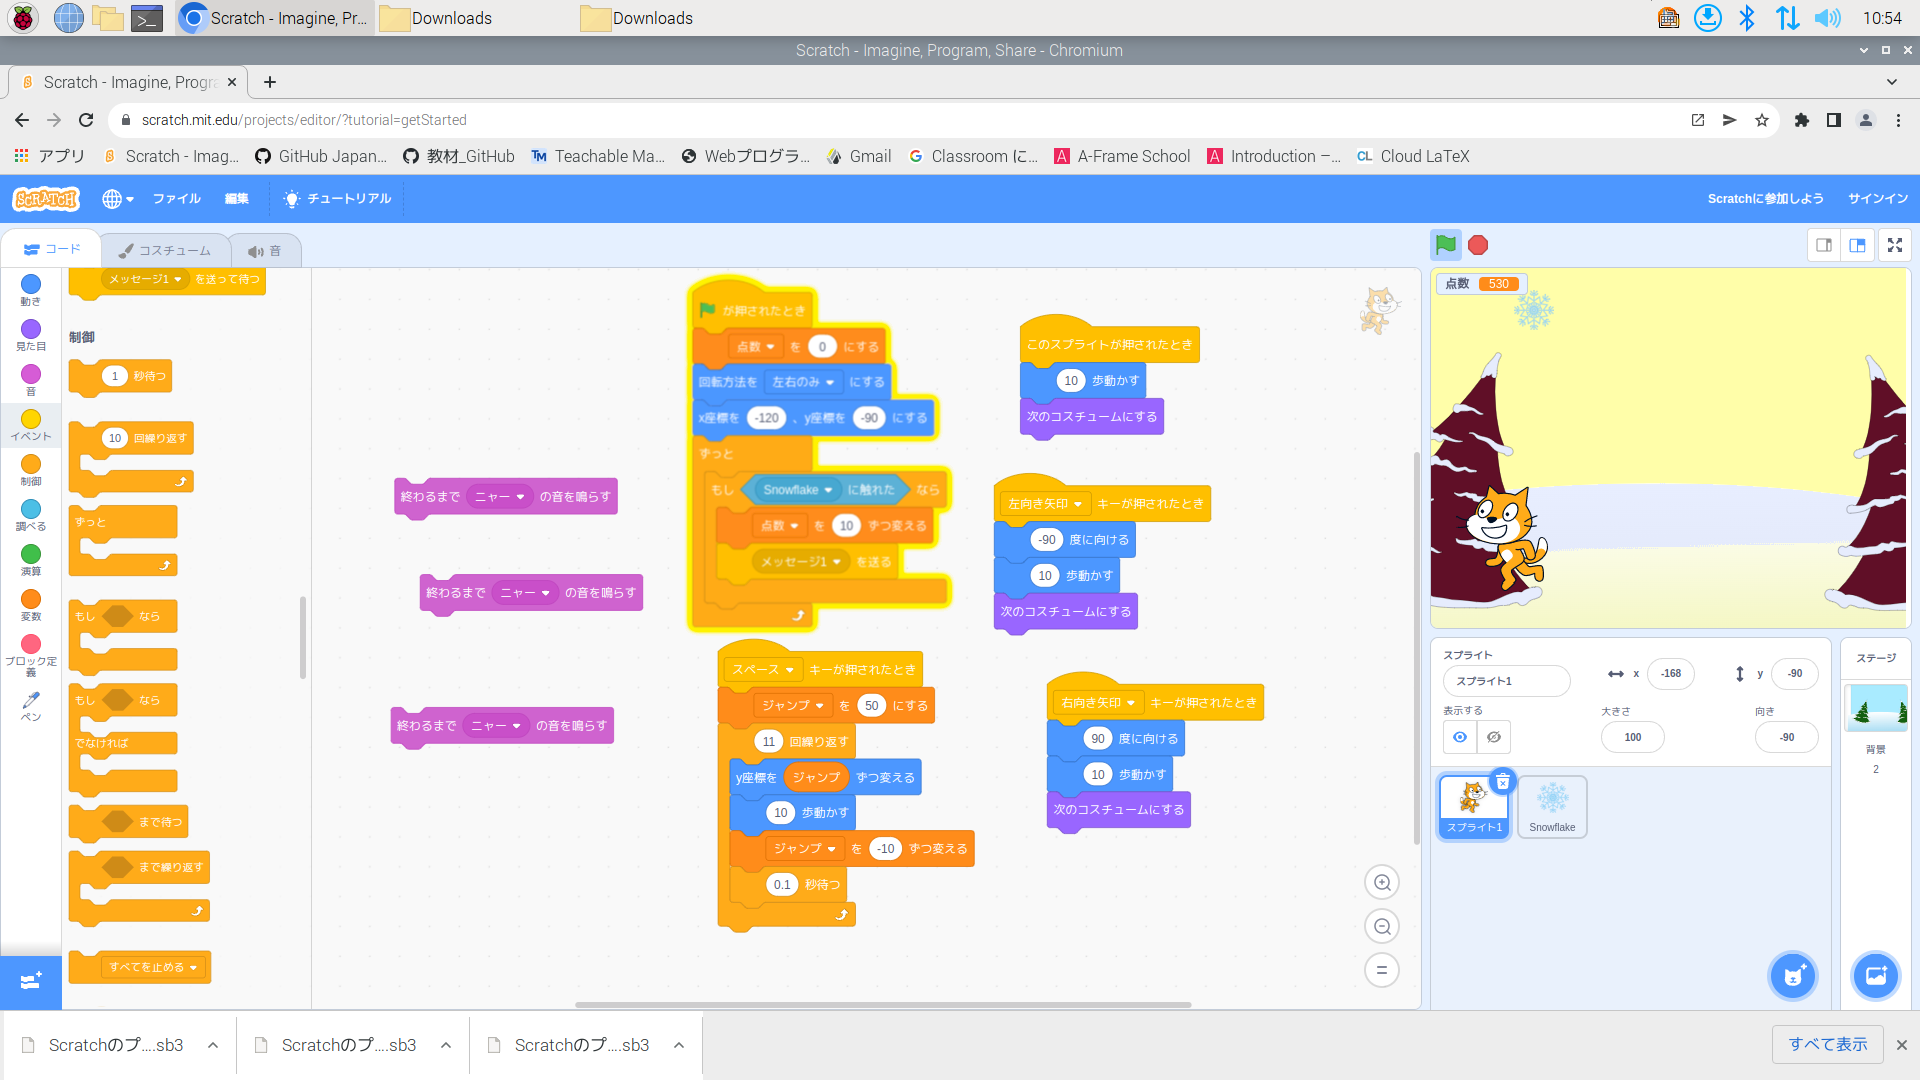 Scratch - Imagine, Pr...
Downloads
Downloads
10:54
Scratch - Imagine, Program, Share - Chromium
Scratch - Imagine, Progra
scratch.mit.edu/projects/editor/?tutorial=getStarted
アプリ
Scratch - Imag...
GitHub Japan...
教材_GitHub
Teachable Ma...
Webプログラ...
Gmail
Classroom に...
A-Frame School
Introduction –...
Cloud LaTeX
SCRATCH
ファイル
編集
チュートリアル
Scratchに参加しよう
サインイン
コード
コスチューム
音
動き
見た目
音
イベント
制御
調べる
演算
変数
ブロック定義
ペン
メッセージ1 を送って待つ
制御
1 秒待つ
10 回繰り返す
ずっと
もし なら
もし なら
でなければ
まで待つ
まで繰り返す
すべてを止める
終わるまで ニャー の音を鳴らす
終わるまで ニャー の音を鳴らす
終わるまで ニャー の音を鳴らす
が押されたとき
点数 を 0 にする
回転方法を 左右のみ にする
x座標を -120 、y座標を -90 にする
ずっと
もし Snowflake に触れた なら
点数 を 10 ずつ変える
メッセージ1 を送る
スペース キーが押されたとき
ジャンプ を 50 にする
11 回繰り返す
y座標を ジャンプ ずつ変える
10 歩動かす
ジャンプ を -10 ずつ変える
0.1 秒待つ
このスプライトが押されたとき
10 歩動かす
次のコスチュームにする
左向き矢印 キーが押されたとき
-90 度に向ける
10 歩動かす
次のコスチュームにする
右向き矢印 キーが押されたとき
90 度に向ける
10 歩動かす
次のコスチュームにする
点数 530
スプライト
スプライト1
x -168
y -90
表示する
大きさ
100
向き
-90
スプライト1
Snowflake
ステージ
背景
2
Scratchのプ....sb3
Scratchのプ....sb3
Scratchのプ....sb3
すべて表示